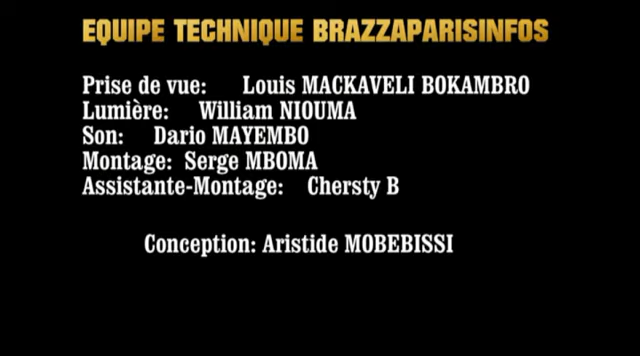 EQUIPE TECHNIQUE BRAZZAPARISINFOS
Prise de vue: Louis MACKAVELI BOKAMBRO
Lumière: William NIOUMA
Son: Dario MAYEMBO
Montage: Serge MBOMA
Assistante-Montage: Chersty B
Conception: Aristide MOBEBISSI